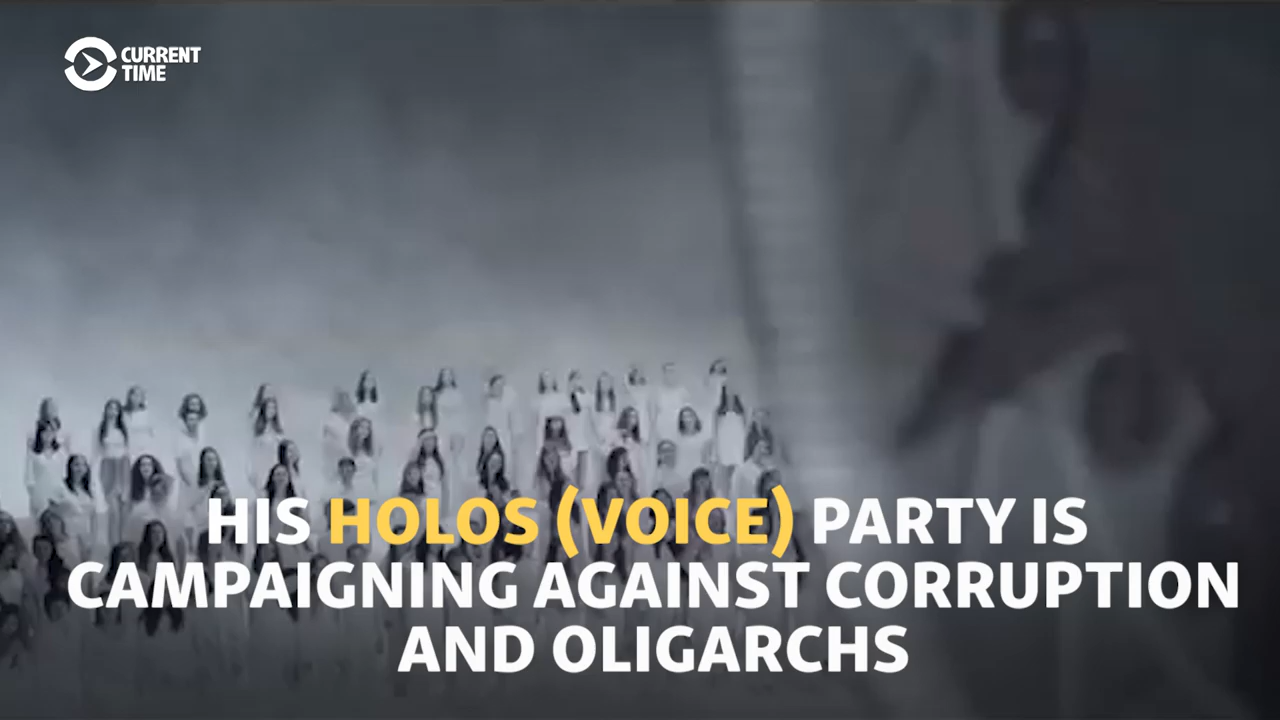 CURRENT
TIME
HIS HOLOS (VOICE) PARTY IS
CAMPAIGNING AGAINST CORRUPTION
AND OLIGARCHS